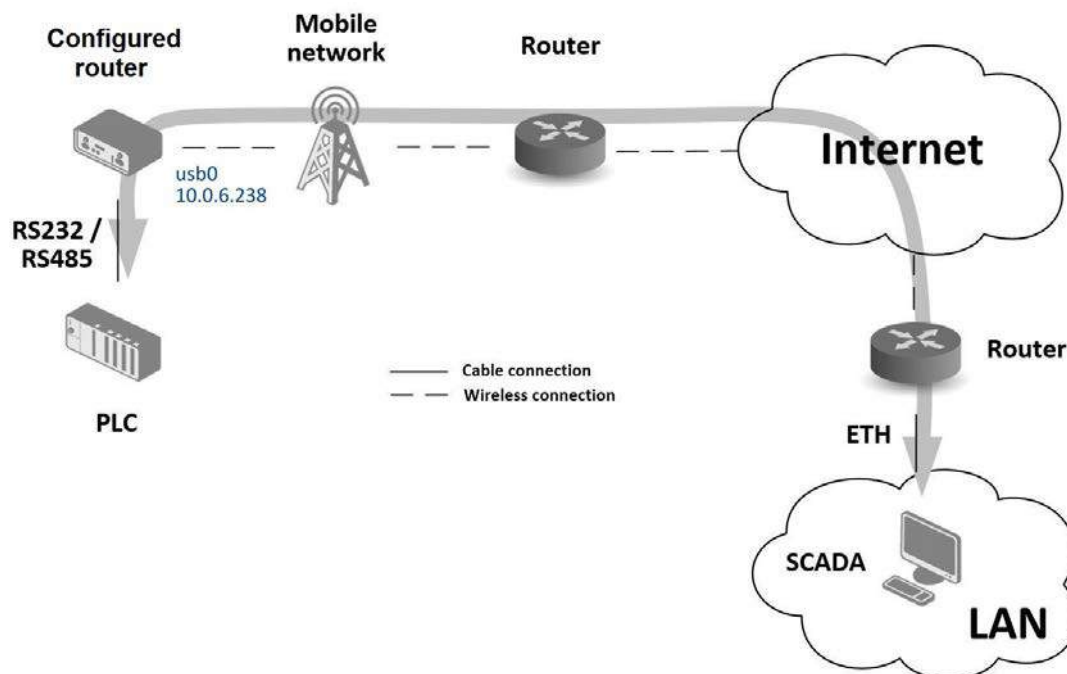 Configured
router
Mobile
network
Router
Internet
usb0
10.0.6.238
RS232 /
RS485
PLC
Cable connection
Wireless connection
Router
ETH
SCADA
LAN